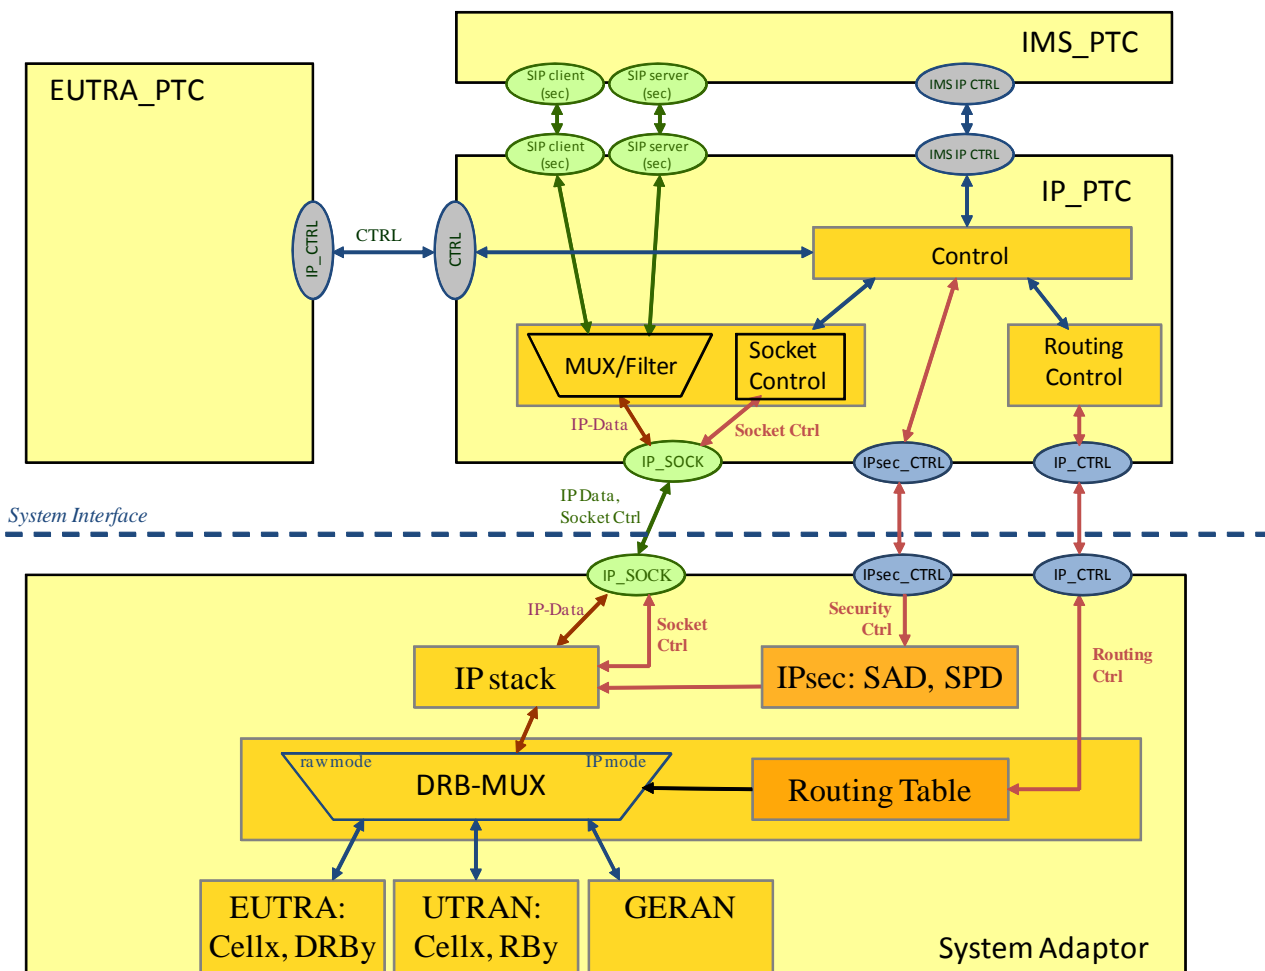 IMS_PTC
SIP client
(sec)
SIP server
(sec)
IMS IP CTRL
EUTRA_PTC
SIP client
(sec)
SIP server
(sec)
IMS IP CTRL
IP_PTC
IP_CTRL
CTRL
CTRL
Control
MUX/Filter
Socket
Control
Routing
Control
IP-Data
Socket Ctrl
IP_SOCK
IPsec_CTRL
IP_CTRL
IP Data,
Socket Ctrl
System Interface
IP_SOCK
IPsec_CTRL
IP_CTRL
IP-Data
Socket
Ctrl
Security
Ctrl
Routing
Ctrl
IP stack
IPsec: SAD, SPD
raw mode
IP mode
DRB-MUX
Routing Table
EUTRA:
Cellx, DRBy
UTRAN:
Cellx, RBy
GERAN
System Adaptor